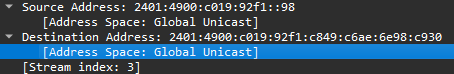 Source Address: 2401:4900:c019:92f1::98
[Address Space: Global Unicast]
Destination Address: 2401:4900:c019:92f1:c849:c6ae:6e98:c930
[Address Space: Global Unicast]
[Stream index: 3]